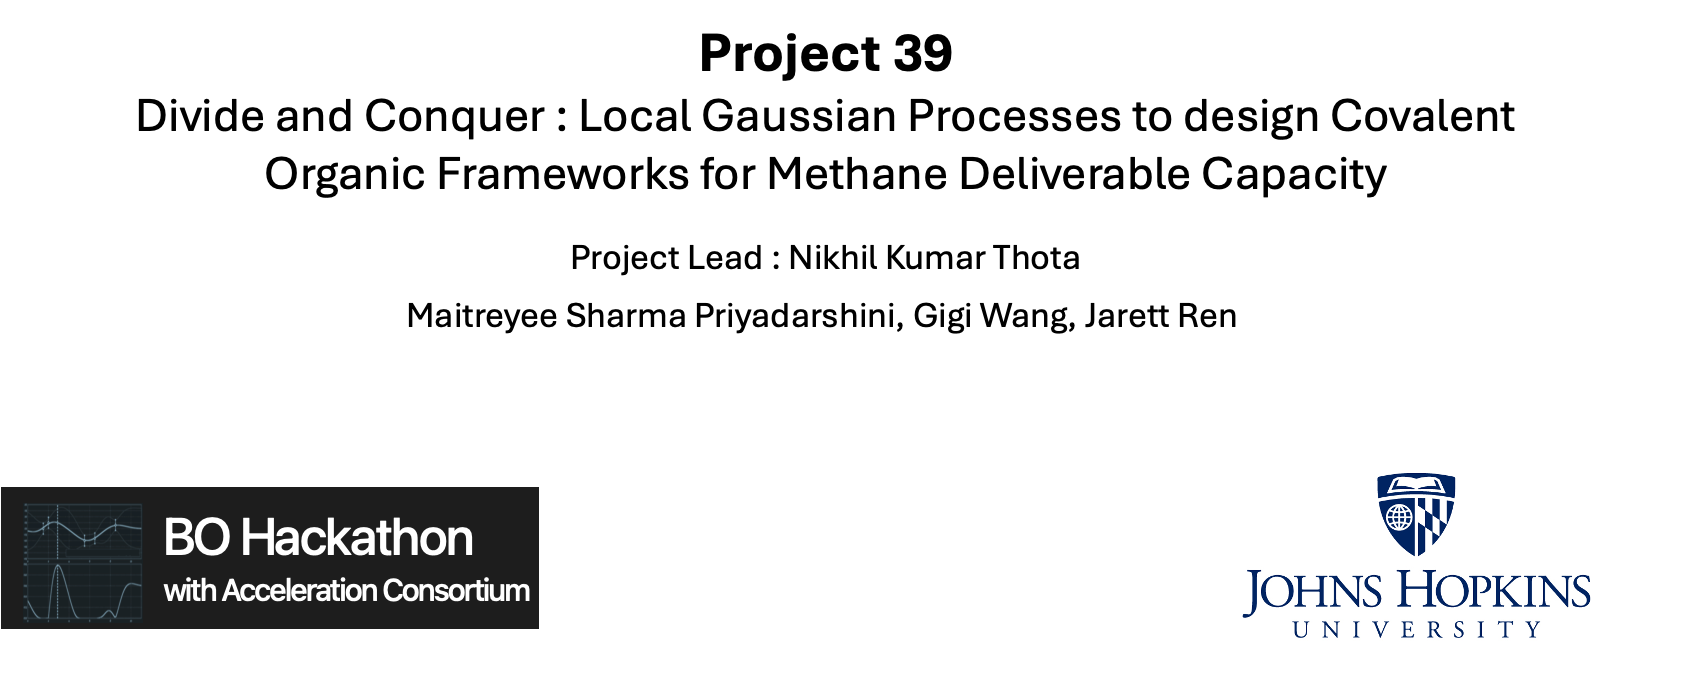 Project 39
Divide and Conquer : Local Gaussian Processes to design Covalent
Organic Frameworks for Methane Deliverable Capacity
Project Lead : Nikhil Kumar Thota
Maitreyee Sharma Priyadarshini, Gigi Wang, Jarett Ren
BO Hackathon
with Acceleration Consortium
JOHNS HOPKINS
UNIVERSITY